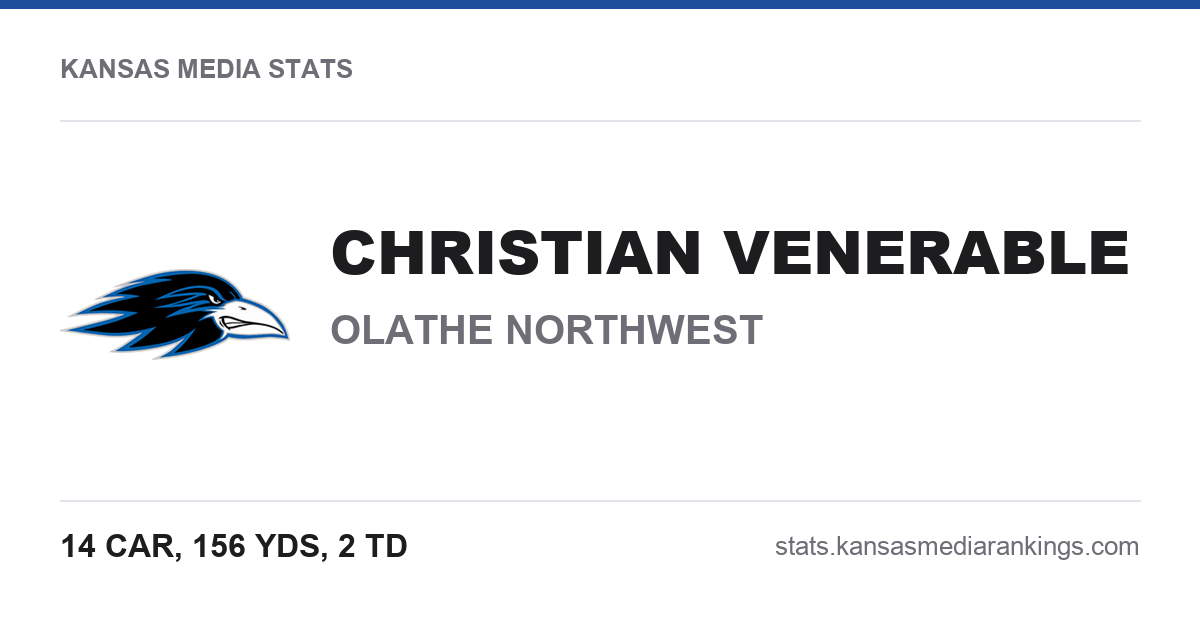 KANSAS MEDIA STATS
CHRISTIAN VENERABLE
OLATHE NORTHWEST
14 CAR, 156 YDS, 2 TD
stats.kansasmediarankings.com